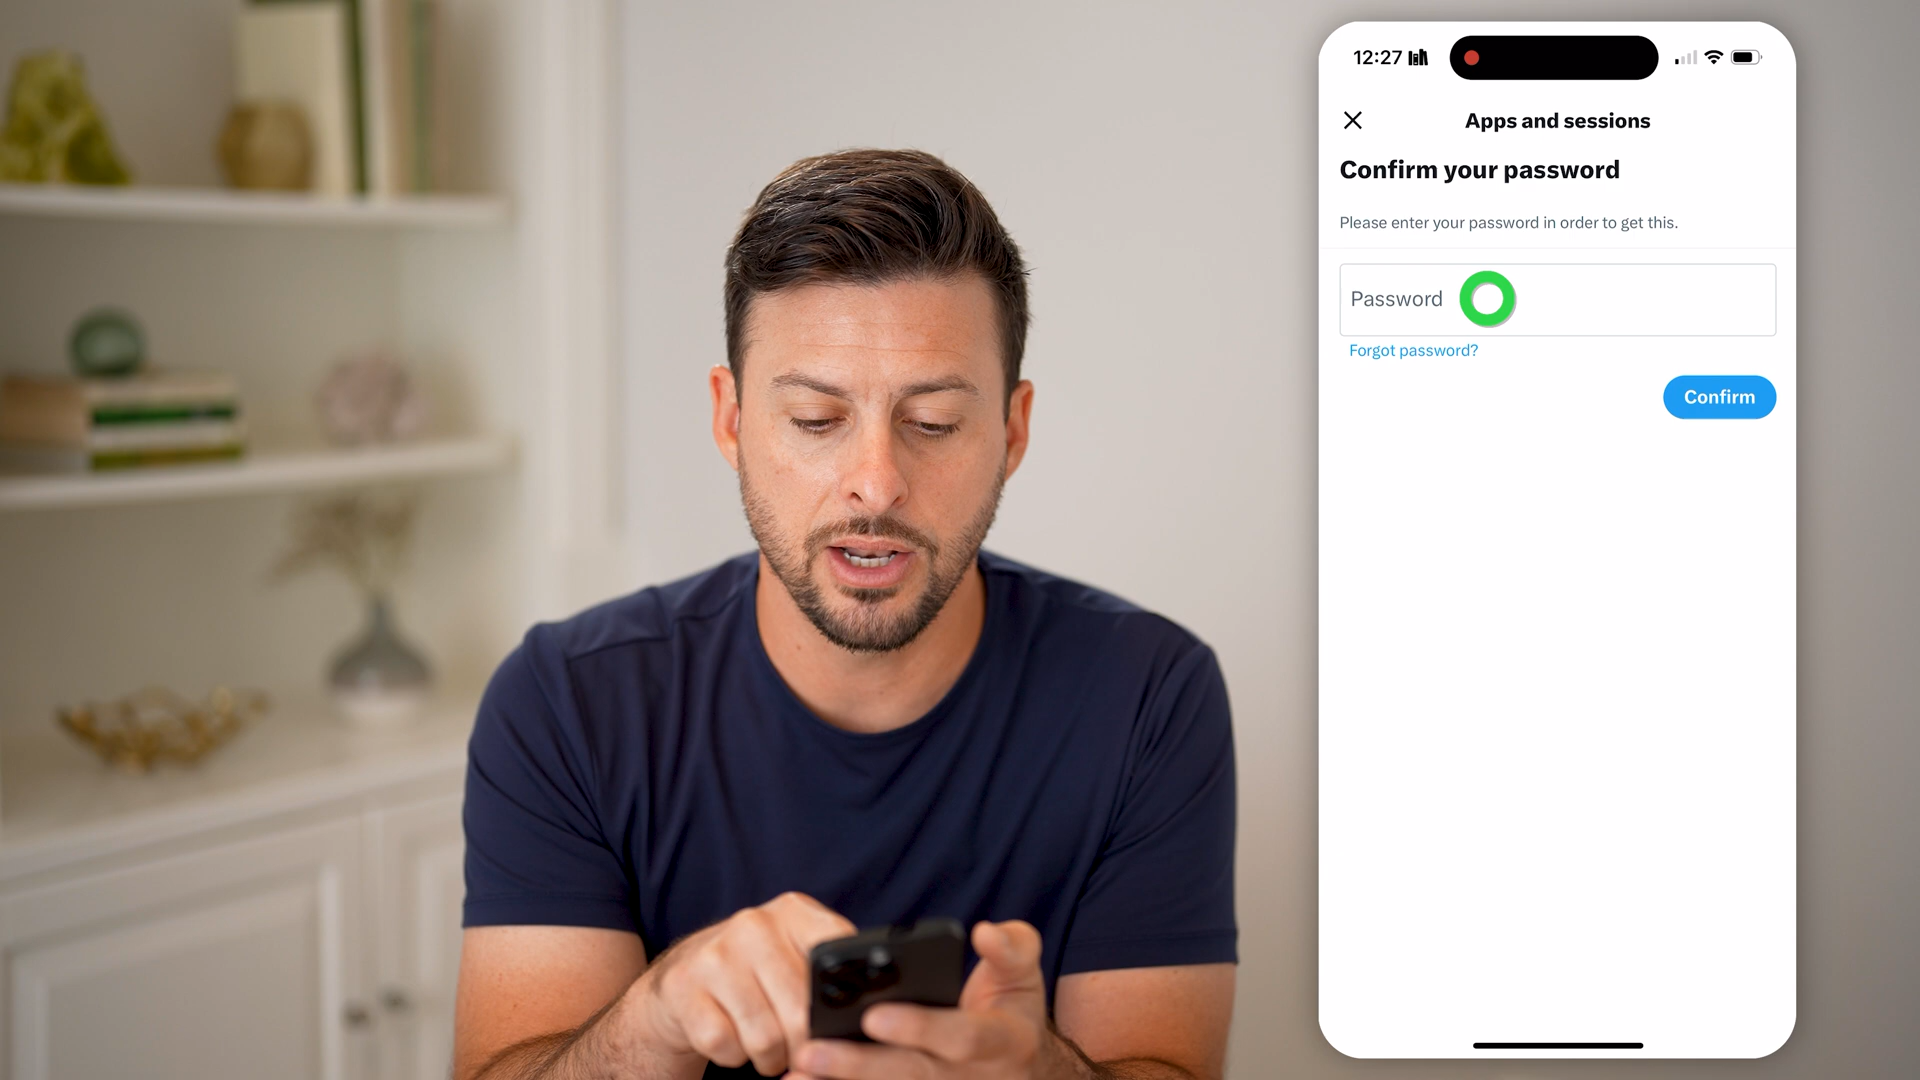 12:27
Apps and sessions
Confirm your password
Please enter your password in order to get this.
Password
Forgot password?
Confirm